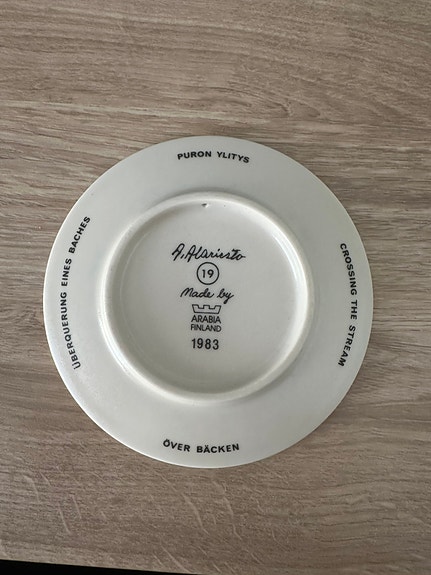 PURON YLITYS
CROSSING THE STREAM
ÖVER BÄCKEN
ÜBERQUERUNG EINES BACHES
A. Alariesto
19
Made by
ARABIA
FINLAND
1983